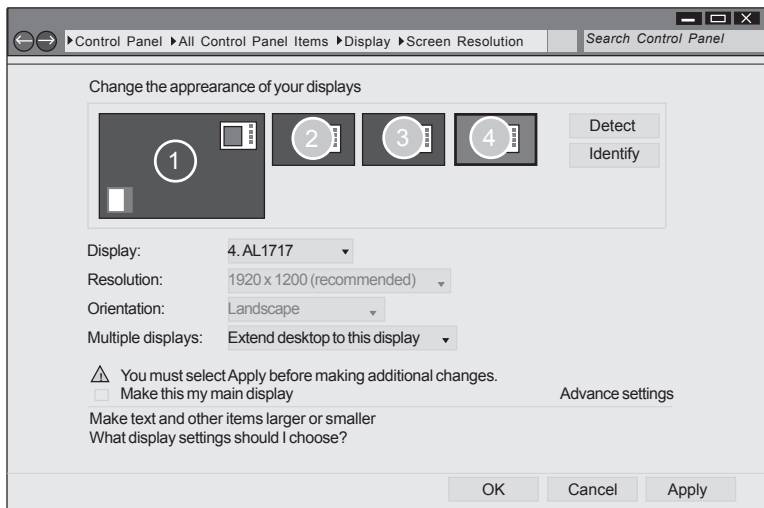 Control Panel All Control Panel Items Display Screen Resolution Search Control Panel
Change the apprearance of your displays
1 2 3 4
Detect
Identify
Display: 4. AL1717
Resolution: 1920 x 1200 (recommended)
Orientation: Landscape
Multiple displays: Extend desktop to this display
You must select Apply before making additional changes.
Make this my main display Advance settings
Make text and other items larger or smaller
What display settings should I choose?
OK Cancel Apply